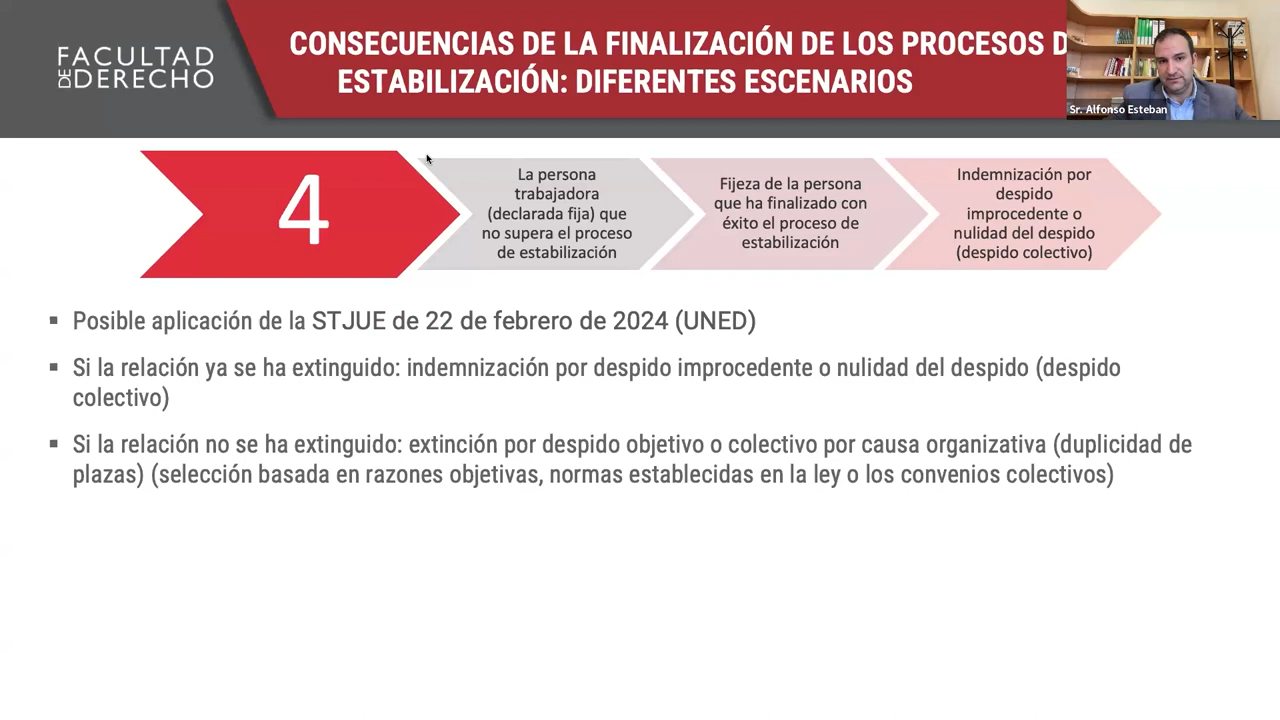 FACULTAD
DE DERECHO
CONSECUENCIAS DE LA FINALIZACIÓN DE LOS PROCESOS D
ESTABILIZACIÓN: DIFERENTES ESCENARIOS
Sr. Alfonso Esteban
4
La persona
trabajadora
(declarada fija) que
no supera el proceso
de estabilización
Fijeza de la persona
que ha finalizado con
éxito el proceso de
estabilización
Indemnización por
despido
improcedente o
nulidad del despido
(despido colectivo)
▪ Posible aplicación de la STJUE de 22 de febrero de 2024 (UNED)
▪ Si la relación ya se ha extinguido: indemnización por despido improcedente o nulidad del despido (despido
colectivo)
▪ Si la relación no se ha extinguido: extinción por despido objetivo o colectivo por causa organizativa (duplicidad de
plazas) (selección basada en razones objetivas, normas establecidas en la ley o los convenios colectivos)